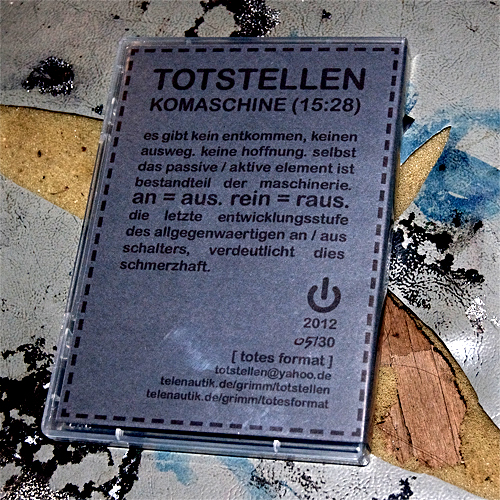 TOTSTELLEN
KOMASCHINE (15:28)
es gibt kein entkommen, keinen
ausweg. keine hoffnung. selbst
das passive / aktive element ist
bestandteil der maschinerie.
an = aus. rein = raus.
die letzte entwicklungsstufe
des allgegenwaertigen an / aus
schalters, verdeutlicht dies
schmerzhaft.
2012
05/30
[ totes format ]
totstellen@yahoo.de
telenautik.de/grimm/totstellen
telenautik.de/grimm/totesformat